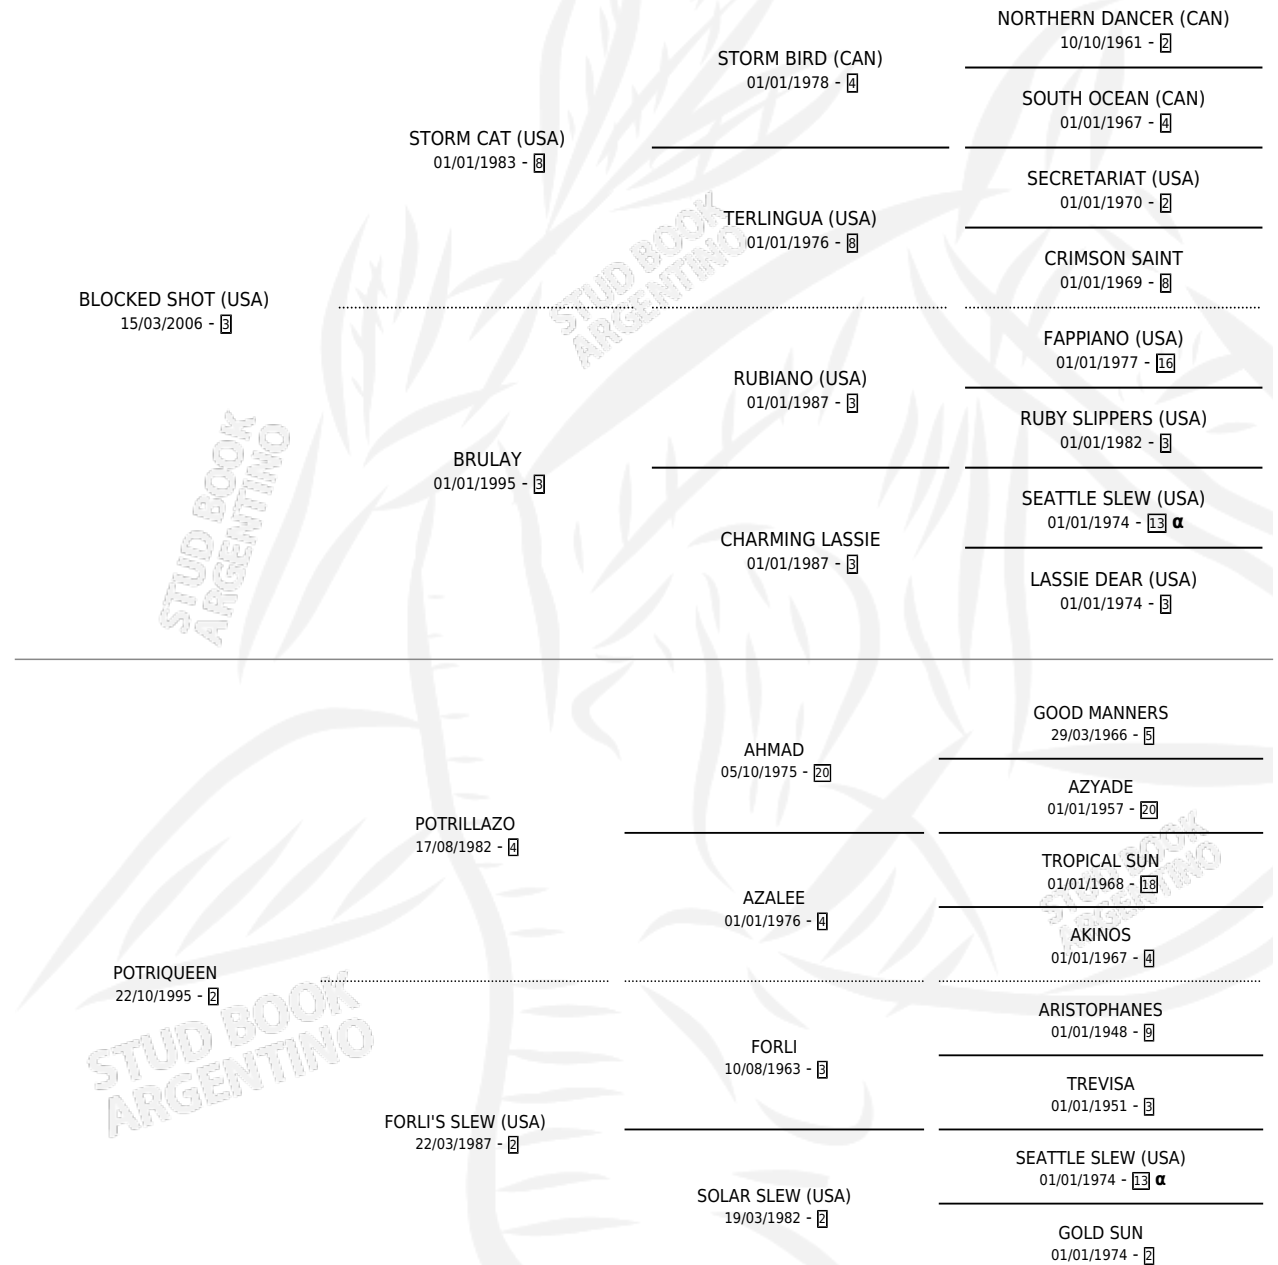 NORTHERN DANCER (CAN)
10/10/1961 - 2
STORM BIRD (CAN)
01/01/1978 - 4
SOUTH OCEAN (CAN)
01/01/1967 - 4
STORM CAT (USA)
01/01/1983 - 8
SECRETARIAT (USA)
01/01/1970 - 2
TERLINGUA (USA)
01/01/1976 - 8
CRIMSON SAINT
01/01/1969 - 8
BLOCKED SHOT (USA)
15/03/2006 - 3
FAPPIANO (USA)
01/01/1977 - 16
RUBIANO (USA)
01/01/1987 - 3
RUBY SLIPPERS (USA)
01/01/1982 - 3
BRULAY
01/01/1995 - 3
SEATTLE SLEW (USA)
01/01/1974 - 13 α
CHARMING LASSIE
01/01/1987 - 3
LASSIE DEAR (USA)
01/01/1974 - 3
GOOD MANNERS
29/03/1966 - 5
AHMAD
05/10/1975 - 20
AZYADE
01/01/1957 - 20
POTRILLAZO
17/08/1982 - 4
TROPICAL SUN
01/01/1968 - 18
AZALEE
01/01/1976 - 4
AKINOS
01/01/1967 - 4
POTRIQUEEN
22/10/1995 - 2
ARISTOPHANES
01/01/1948 - 9
FORLI
10/08/1963 - 3
TREVISA
01/01/1951 - 3
FORLI'S SLEW (USA)
22/03/1987 - 2
SEATTLE SLEW (USA)
01/01/1974 - 13 α
SOLAR SLEW (USA)
19/03/1982 - 2
GOLD SUN
01/01/1974 - 2
STUD BOOK
ARGENTINO
STUD BOOK
ARGENTINO
STUD BOOK
ARGENTINO
STUD BOOK
ARGENTINO